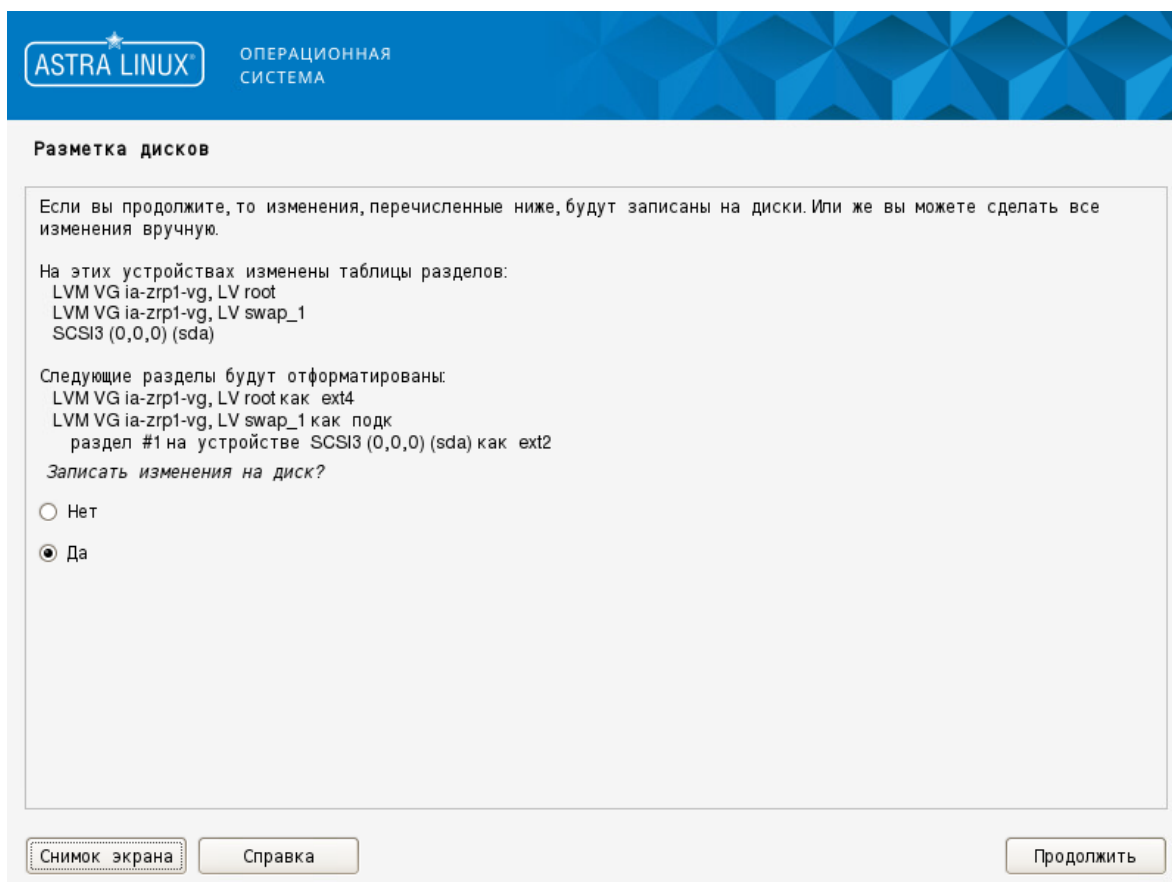 ASTRA LINUX®
ОПЕРАЦИОННАЯ
СИСТЕМА
Разметка дисков
Если вы продолжите, то изменения, перечисленные ниже, будут записаны на диски. Или же вы можете сделать все
изменения вручную.
На этих устройствах изменены таблицы разделов:
LVM VG ia-zrp1-vg, LV root
LVM VG ia-zrp1-vg, LV swap_1
SCSI3 (0,0,0) (sda)
Следующие разделы будут отформатированы:
LVM VG ia-zrp1-vg, LV root как ext4
LVM VG ia-zrp1-vg, LV swap_1 как подк
раздел #1 на устройстве SCSI3 (0,0,0) (sda) как ext2
Записать изменения на диск?
Нет
Да
Снимок экрана
Справка
Продолжить